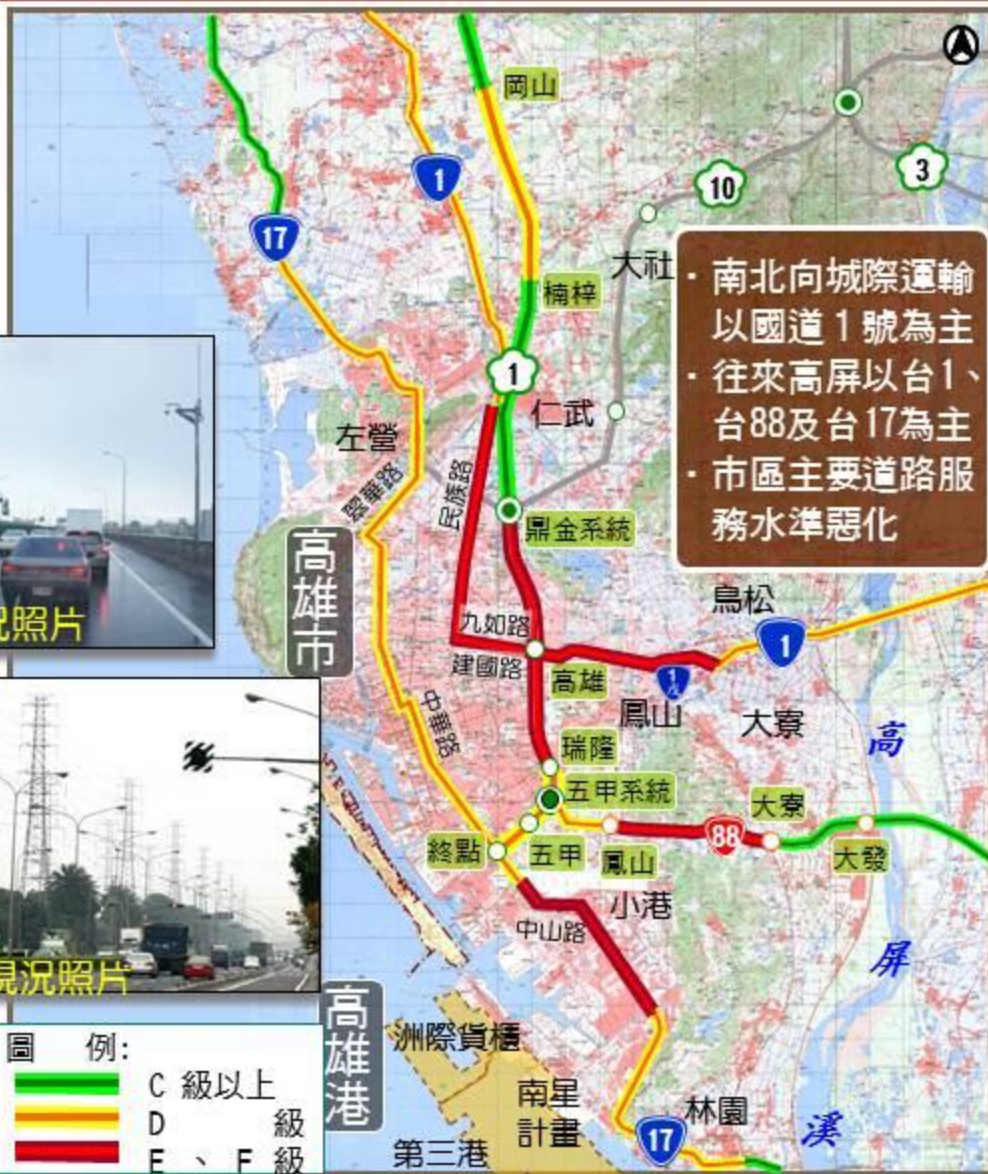 岡山
1
3
10
17
大社
楠梓
・南北向城際運輸
以國道1號為主
・往來高屏以台1、
台88及台17為主
・市區主要道路服
務水準惡化
1
仁武
左營
翠華路
民族路
鼎金系統
高雄市
況照片
鳥松
九如路
1
建國路
高雄
鳳山
大寮
中華路
瑞隆
高
五甲系統
大寮
88
終點
五甲
鳳山
大發
小港
中山路
屏
現況照片
高雄港
洲際貨櫃
圖 例:
C 級以上
D 級
E 、 F 級
南星
計畫
第三港
17
林園
溪